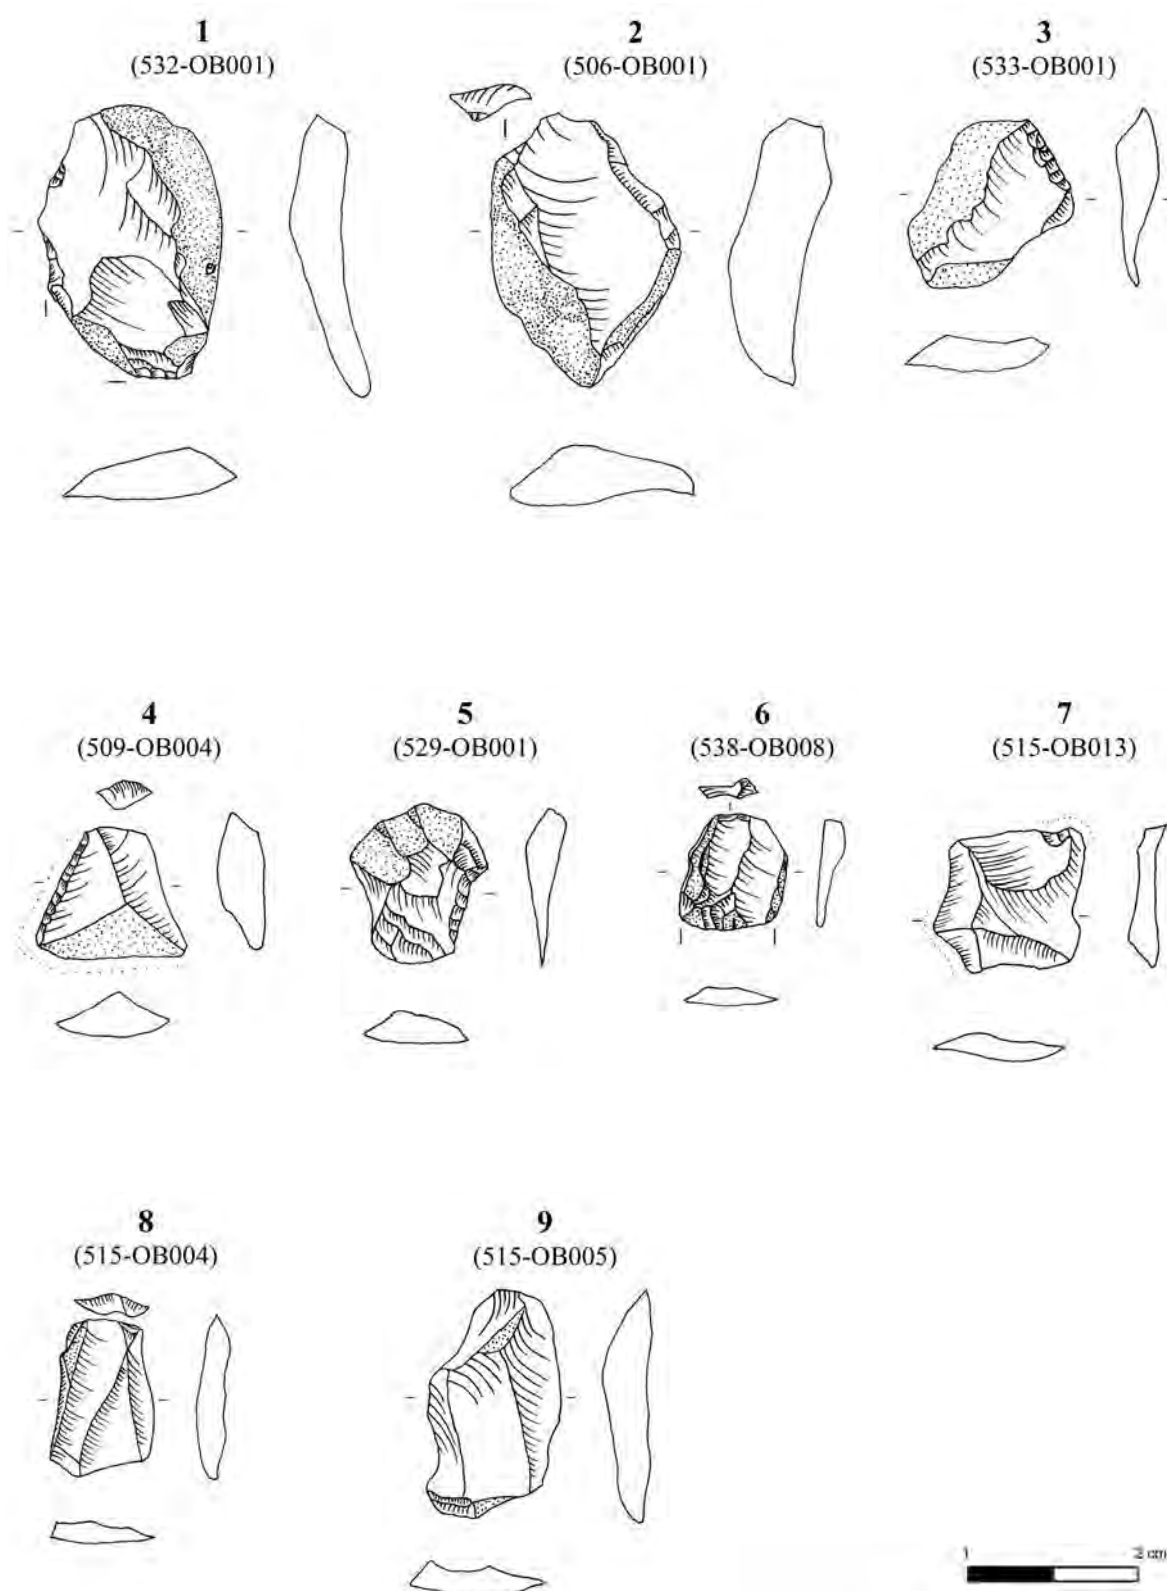 1
(532-OB001)
2
(506-OB001)
3
(533-OB001)
4
(509-OB004)
5
(529-OB001)
6
(538-OB008)
7
(515-OB013)
8
(515-OB004)
9
(515-OB005)
1 2 cm